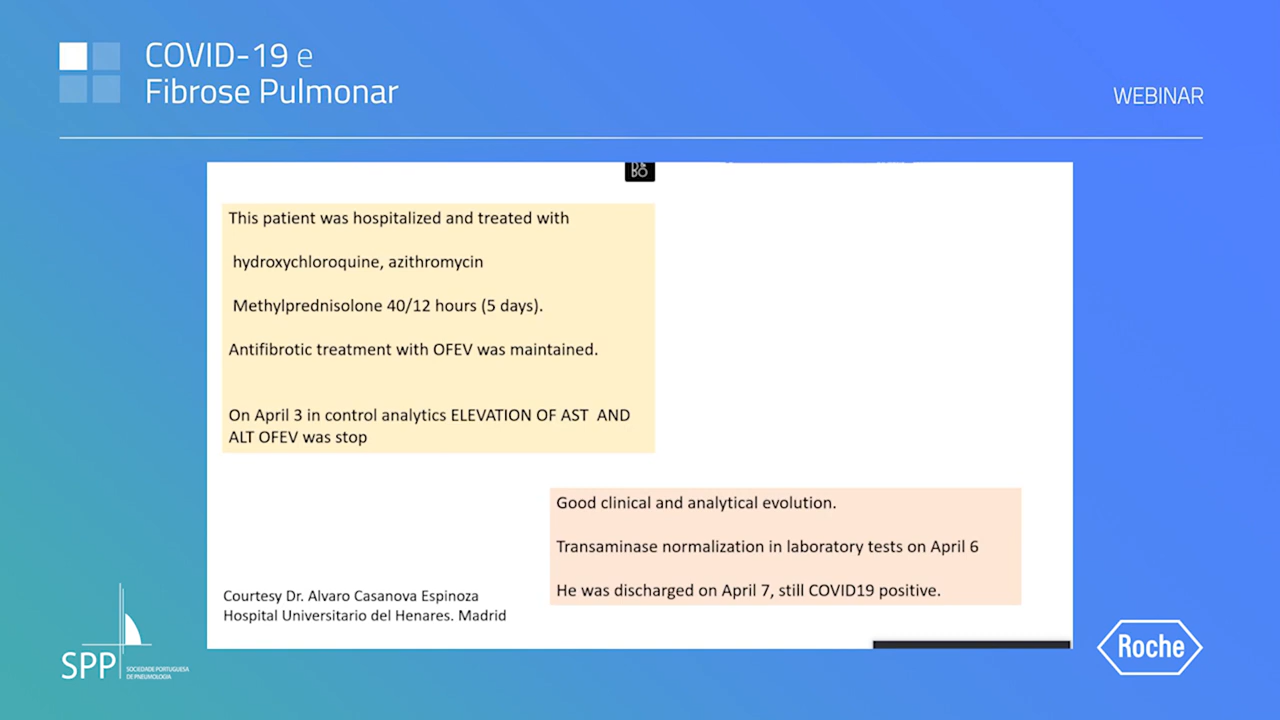 COVID-19 e
Fibrose Pulmonar
WEBINAR
This patient was hospitalized and treated with
hydroxychloroquine, azithromycin
Methylprednisolone 40/12 hours (5 days).
Antifibrotic treatment with OFEV was maintained.
On April 3 in control analytics ELEVATION OF AST AND
ALT OFEV was stop
Good clinical and analytical evolution.
Transaminase normalization in laboratory tests on April 6
He was discharged on April 7, still COVID19 positive.
Courtesy Dr. Alvaro Casanova Espinoza
Hospital Universitario del Henares. Madrid
SPP
SOCIEDADE PORTUGUESA
DE PNEUMOLOGIA
Roche